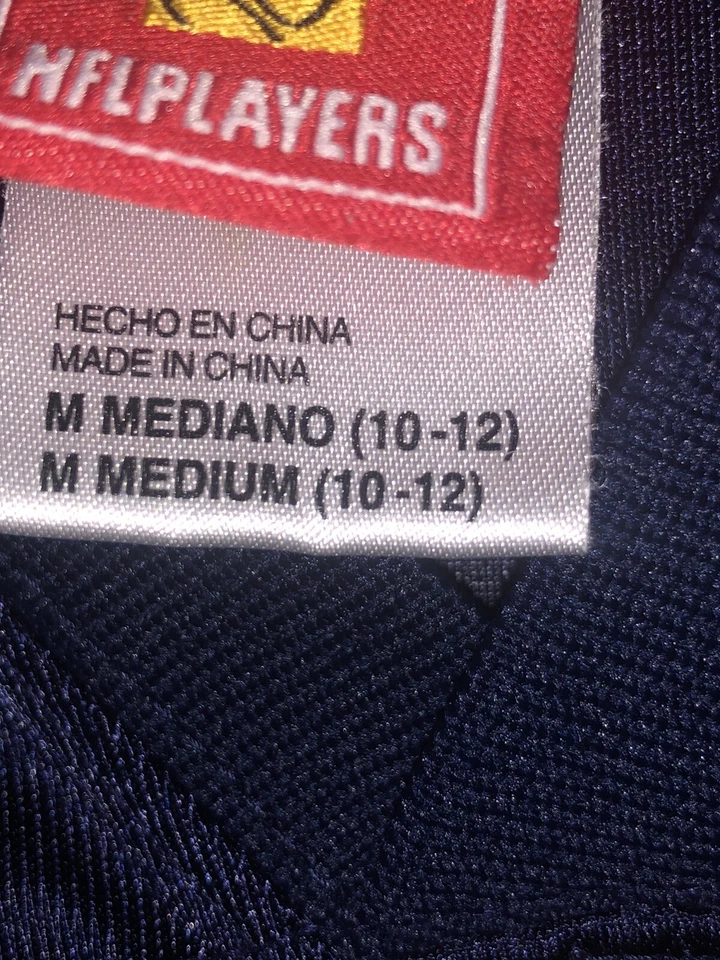 NFLPLAYERS
HECHO EN CHINA
MADE IN CHINA
M MEDIANO (10-12)
M MEDIUM (10-12)